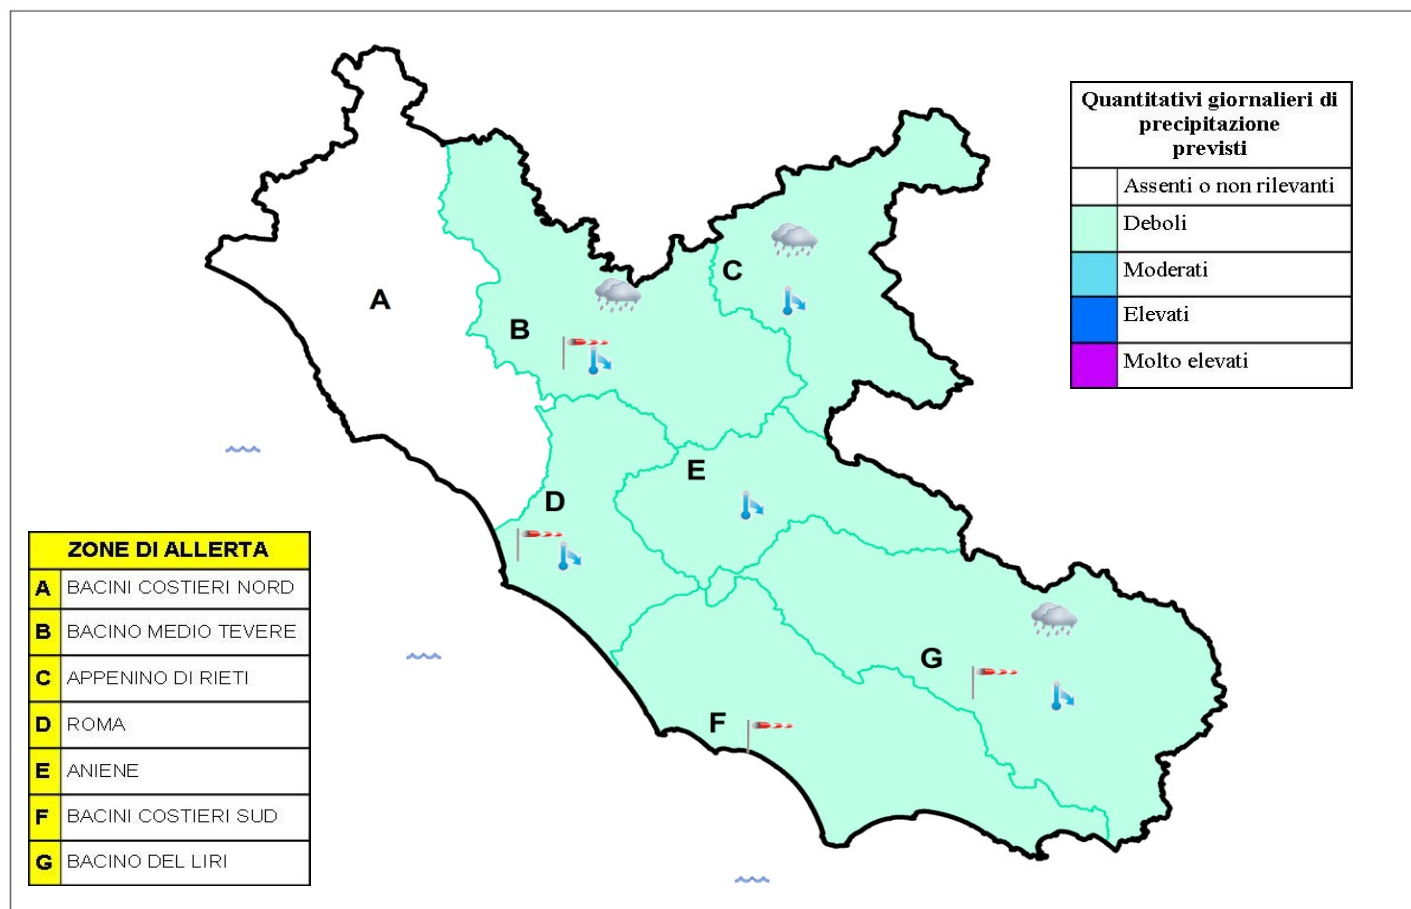 Quantitativi giornalieri di
precipitazione
previsti
Assenti o non rilevanti
Deboli
Moderati
Elevati
Molto elevati
A
B
C
D
E
F
G
ZONE DI ALLERTA
A BACINI COSTIERI NORD
B BACINO MEDIO TEVERE
C APPENINO DI RIETI
D ROMA
E ANIENE
F BACINI COSTIERI SUD
G BACINO DEL LIRI